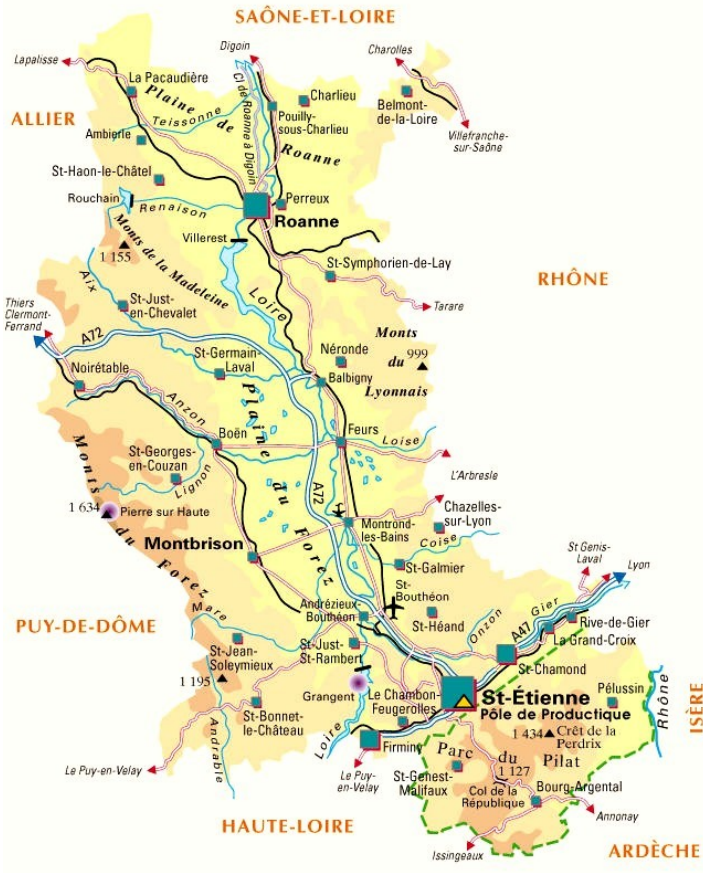 SAÔNE-ET-LOIRE
Lapalisse
Digoin
Charolles
La Pacaudière
Plaine de Roanne
Cl de Roanne à Digoin
Charlieu
Belmont-
de-la-Loire
Teissonne
Pouilly-
sous-Charlieu
ALLIER
Ambierle
Villefranche-
sur-Saône
St-Haon-le-Châtel
Rouchain
Renaison
Perreux
Roanne
Monts de la Madeleine
1 155
Villerest
St-Symphorien-de-Lay
RHÔNE
Aix
Loire
Thiers
Clermont-
Ferrand
St-Just-
en-Chevalet
Tarare
A72
Monts
du
Lyonnais
999
St-Germain-
Laval
Néronde
Noirétable
Balbigny
Anzon
Plaine du Forez
Boën
Feurs
Loise
St-Georges-
en-Couzan
Lignon
L'Arbresle
Monts du Forez
A72
1 634
Pierre sur Haute
Chazelles-
sur-Lyon
Montrond-
les-Bains
Coise
Montbrison
St-Galmier
St Genis-
Laval
Lyon
St-
Bouthéon
Mare
Andrézieux-
Bouthéon
St-Héand
Onzon
A47
Gier
Rive-de-Gier
La Grand-Croix
PUY-DE-DÔME
St-Jean-
Soleymieux
St-Just-
St-Rambert
St-Chamond
1 195
Grangent
Le Chambon-
Feugerolles
St-Étienne
Pôle de Productique
Pélussin
Rhône
ISÈRE
St-Bonnet-
le-Château
Loire
Firminy
1 434
Crêt de la
Perdrix
Parc du Pilat
Andrable
Le Puy-en-Velay
Le Puy-
en-Velay
St-Genest-
Malifaux
1 127
Col de la
République
Bourg-Argental
Annonay
HAUTE-LOIRE
Issingeaux
ARDÈCHE